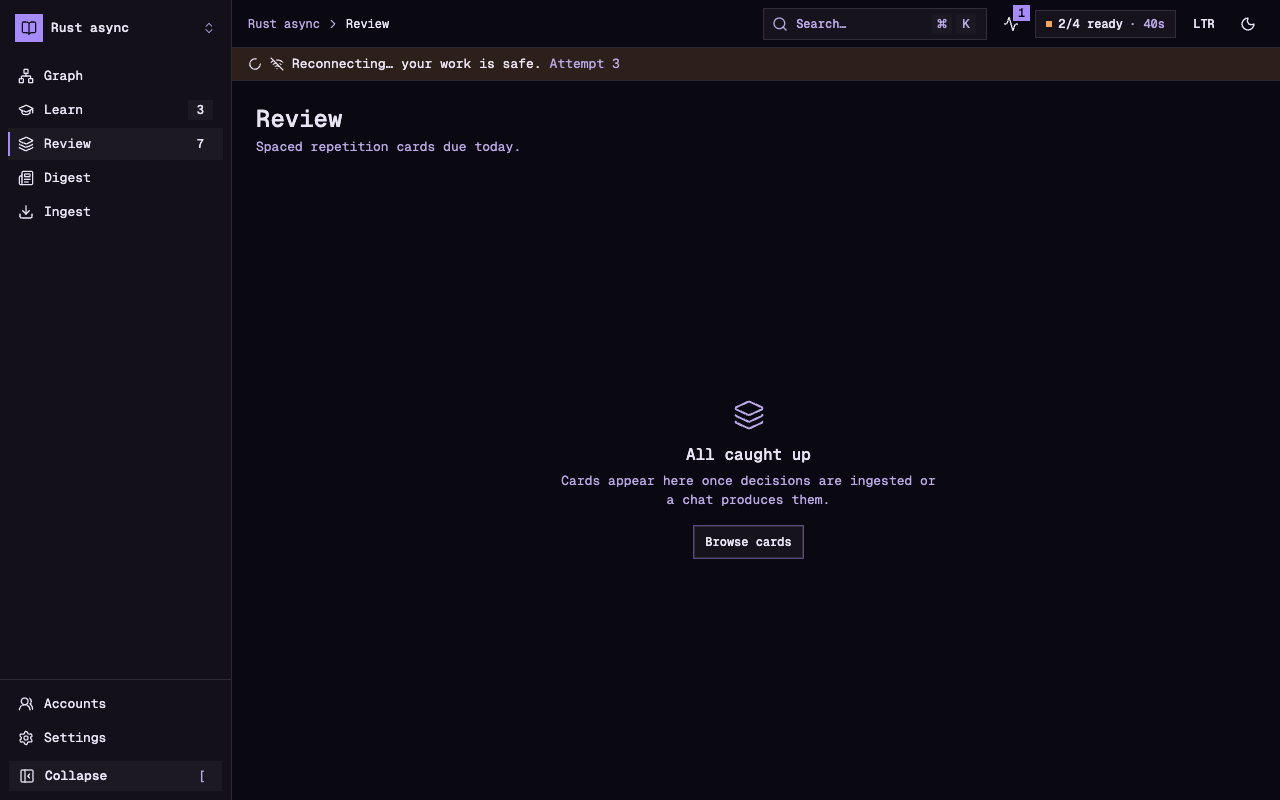 Rust async
Graph
Learn 3
Review 7
Digest
Ingest
Accounts
Settings
Collapse [
Rust async > Review
Search… ⌘ K
1
2/4 ready · 40s
LTR
Reconnecting… your work is safe. Attempt 3
Review
Spaced repetition cards due today.
All caught up
Cards appear here once decisions are ingested or
a chat produces them.
Browse cards